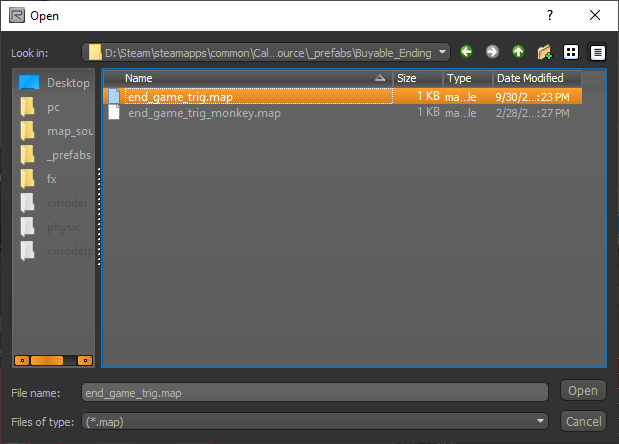 Open
Look in: D:\Steam\steamapps\common\Cal...ource\_prefabs\Buyable_Ending
Desktop
pc
map_sou
_prefabs
fx
xmodel
physic
xmodelp
Name Size Type Date Modified
end_game_trig.map 1 KB ma...le 9/30/2...:23 PM
end_game_trig_monkey.map 1 KB ma...le 2/28/2...:27 PM
File name: end_game_trig.map Open
Files of type: (*.map) Cancel